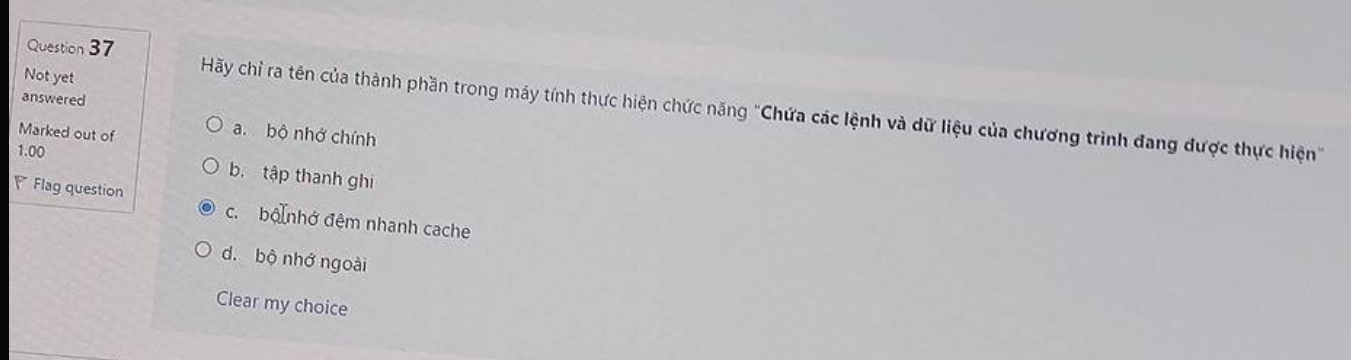 Question 37
Not yet
answered
Marked out of
1.00
Flag question
Hãy chỉ ra tên của thành phần trong máy tính thực hiện chức năng "Chứa các lệnh và dữ liệu của chương trình đang được thực hiện"
a. bộ nhớ chính
b. tập thanh ghi
c. bộ nhớ đệm nhanh cache
d. bộ nhớ ngoài
Clear my choice